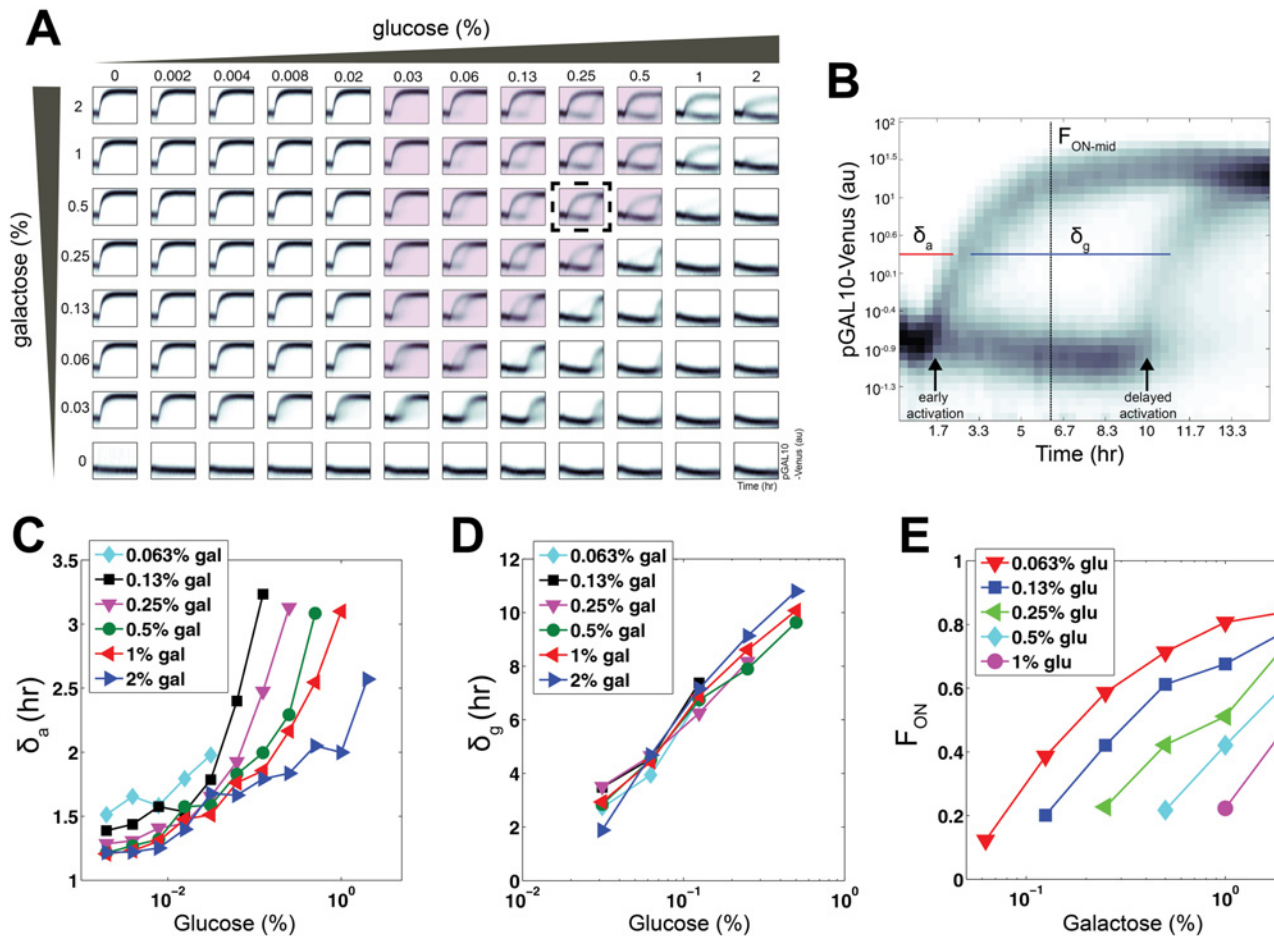 A
glucose (%)
0 0.002 0.004 0.008 0.02 0.03 0.06 0.13 0.25 0.5 1 2
galactose (%)
2
1
0.5
0.25
0.13
0.06
0.03
0
pGAL10
-Venus (au)
Time (hr)
B
pGAL10-Venus (au)
10^2
10^1.5
10^1
10^0.6
10^0.1
10^-0.4
10^-0.9
10^-1.3
F_ON-mid
δ_a
δ_g
early
activation
delayed
activation
1.7 3.3 5 6.7 8.3 10 11.7 13.3
Time (hr)
C
0.063% gal
0.13% gal
0.25% gal
0.5% gal
1% gal
2% gal
δ_a (hr)
3.5
3
2.5
2
1.5
1
10^-2 10^0
Glucose (%)
D
0.063% gal
0.13% gal
0.25% gal
0.5% gal
1% gal
2% gal
δ_g (hr)
12
10
8
6
4
2
0
10^-2 10^-1 10^0
Glucose (%)
E
0.063% glu
0.13% glu
0.25% glu
0.5% glu
1% glu
F_ON
1
0.8
0.6
0.4
0.2
0
10^-1 10^0
Galactose (%)